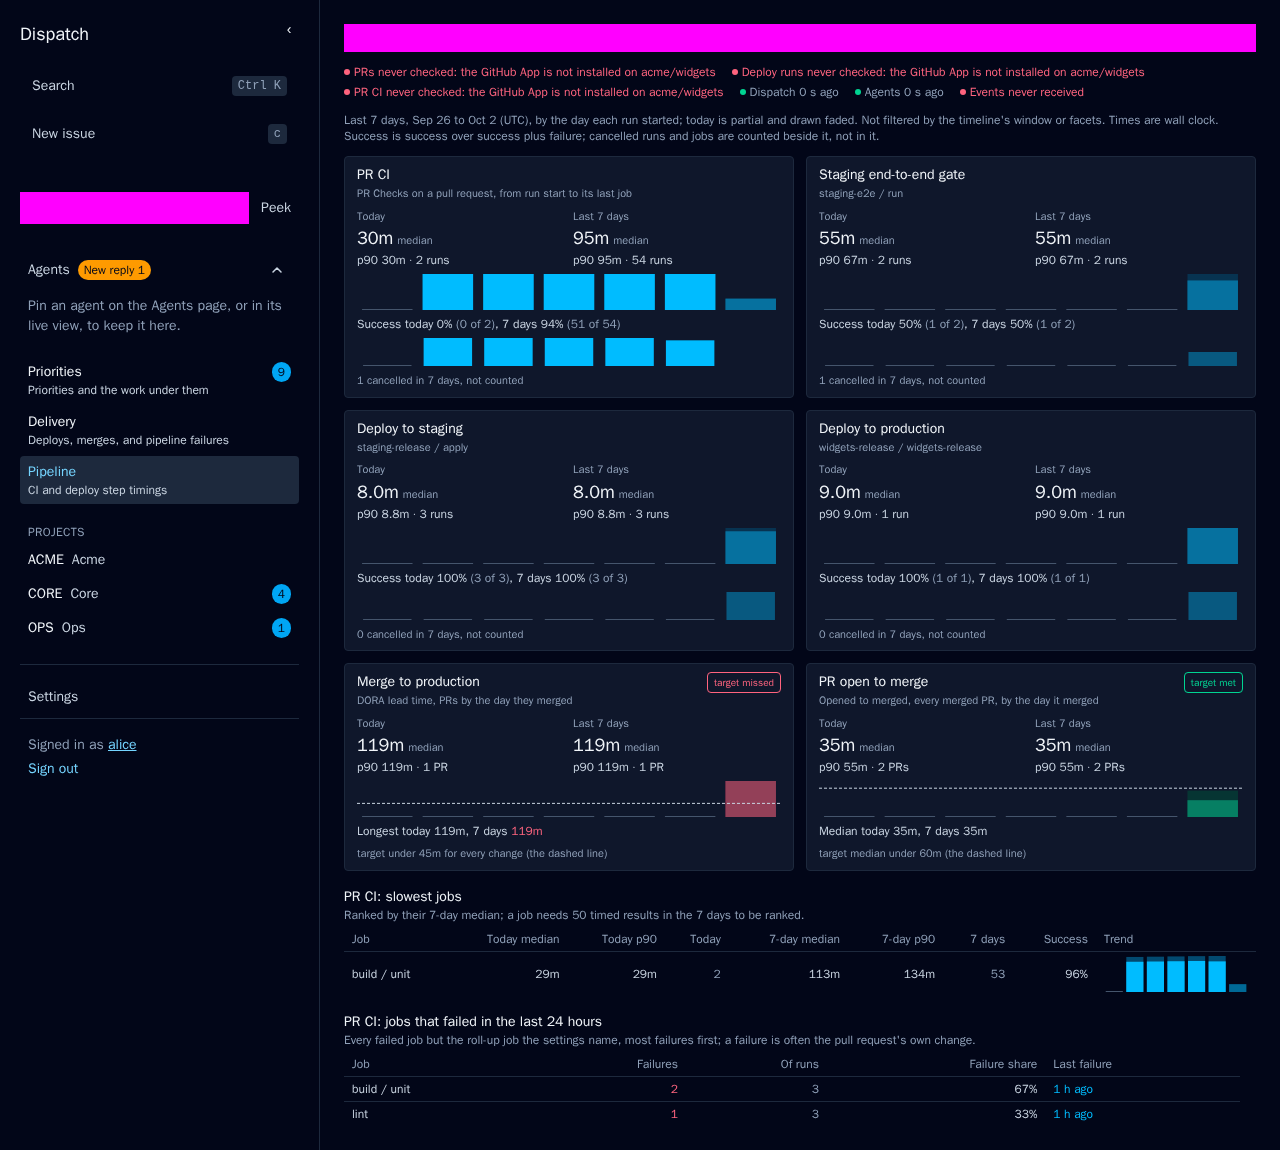 Dispatch
Search Ctrl K
New issue C
Peek
Agents New reply 1
Pin an agent on the Agents page, or in its
live view, to keep it here.
Priorities 9
Priorities and the work under them
Delivery
Deploys, merges, and pipeline failures
Pipeline
CI and deploy step timings
PROJECTS
ACME Acme
CORE Core 4
OPS Ops 1
Settings
Signed in as alice
Sign out
PRs never checked: the GitHub App is not installed on acme/widgets Deploy runs never checked: the GitHub App is not installed on acme/widgets
PR CI never checked: the GitHub App is not installed on acme/widgets Dispatch 0 s ago Agents 0 s ago Events never received
Last 7 days, Sep 26 to Oct 2 (UTC), by the day each run started; today is partial and drawn faded. Not filtered by the timeline's window or facets. Times are wall clock.
Success is success over success plus failure; cancelled runs and jobs are counted beside it, not in it.
PR CI
PR Checks on a pull request, from run start to its last job
Today Last 7 days
30m median 95m median
p90 30m · 2 runs p90 95m · 54 runs
Success today 0% (0 of 2), 7 days 94% (51 of 54)
1 cancelled in 7 days, not counted
Staging end-to-end gate
staging-e2e / run
Today Last 7 days
55m median 55m median
p90 67m · 2 runs p90 67m · 2 runs
Success today 50% (1 of 2), 7 days 50% (1 of 2)
1 cancelled in 7 days, not counted
Deploy to staging
staging-release / apply
Today Last 7 days
8.0m median 8.0m median
p90 8.8m · 3 runs p90 8.8m · 3 runs
Success today 100% (3 of 3), 7 days 100% (3 of 3)
0 cancelled in 7 days, not counted
Deploy to production
widgets-release / widgets-release
Today Last 7 days
9.0m median 9.0m median
p90 9.0m · 1 run p90 9.0m · 1 run
Success today 100% (1 of 1), 7 days 100% (1 of 1)
0 cancelled in 7 days, not counted
Merge to production target missed
DORA lead time, PRs by the day they merged
Today Last 7 days
119m median 119m median
p90 119m · 1 PR p90 119m · 1 PR
Longest today 119m, 7 days 119m
target under 45m for every change (the dashed line)
PR open to merge target met
Opened to merged, every merged PR, by the day it merged
Today Last 7 days
35m median 35m median
p90 55m · 2 PRs p90 55m · 2 PRs
Median today 35m, 7 days 35m
target median under 60m (the dashed line)
PR CI: slowest jobs
Ranked by their 7-day median; a job needs 50 timed results in the 7 days to be ranked.
Job Today median Today p90 Today 7-day median 7-day p90 7 days Success Trend
build / unit 29m 29m 2 113m 134m 53 96%
PR CI: jobs that failed in the last 24 hours
Every failed job but the roll-up job the settings name, most failures first; a failure is often the pull request's own change.
Job Failures Of runs Failure share Last failure
build / unit 2 3 67% 1 h ago
lint 1 3 33% 1 h ago